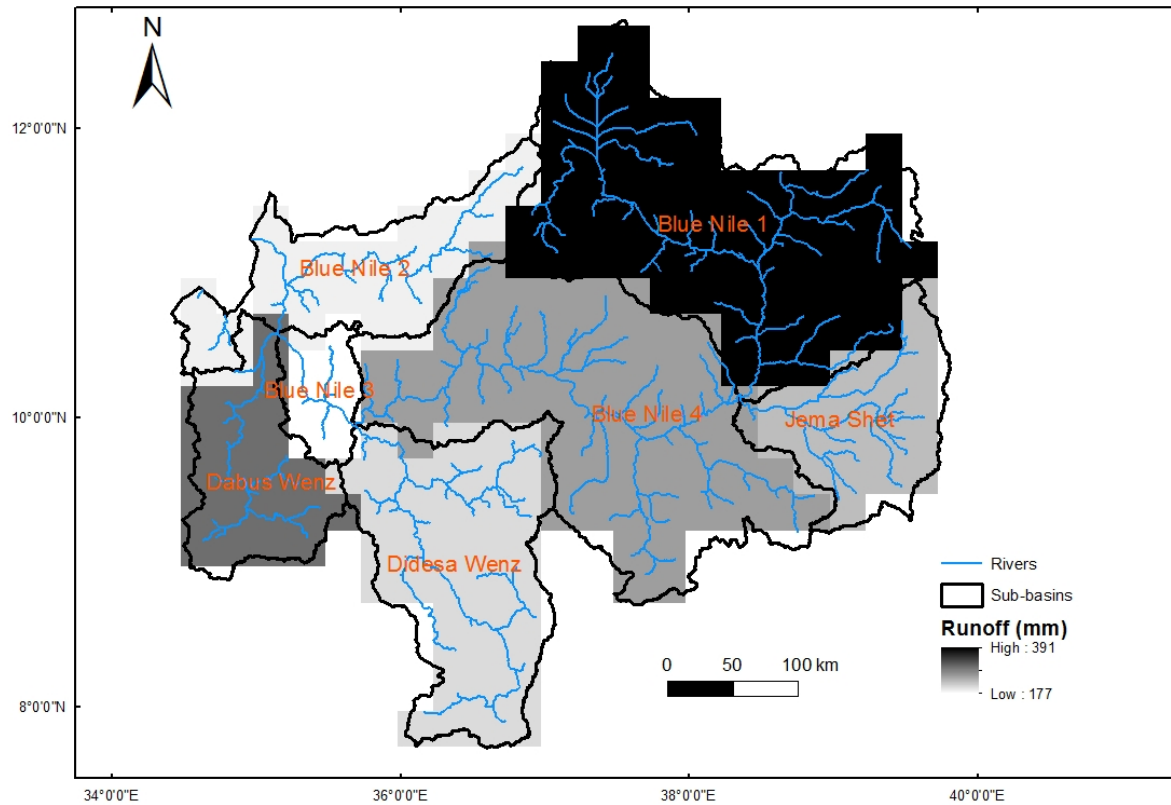 N
12°0'0"N
10°0'0"N
8°0'0"N
Blue Nile 1
Blue Nile 2
Blue Nile 3
Blue Nile 4
Jema Shet
Dabus Wenz
Didesa Wenz
Rivers
Sub-basins
Runoff (mm)
High : 391
Low : 177
0 50 100 km
34°0'0"E 36°0'0"E 38°0'0"E 40°0'0"E